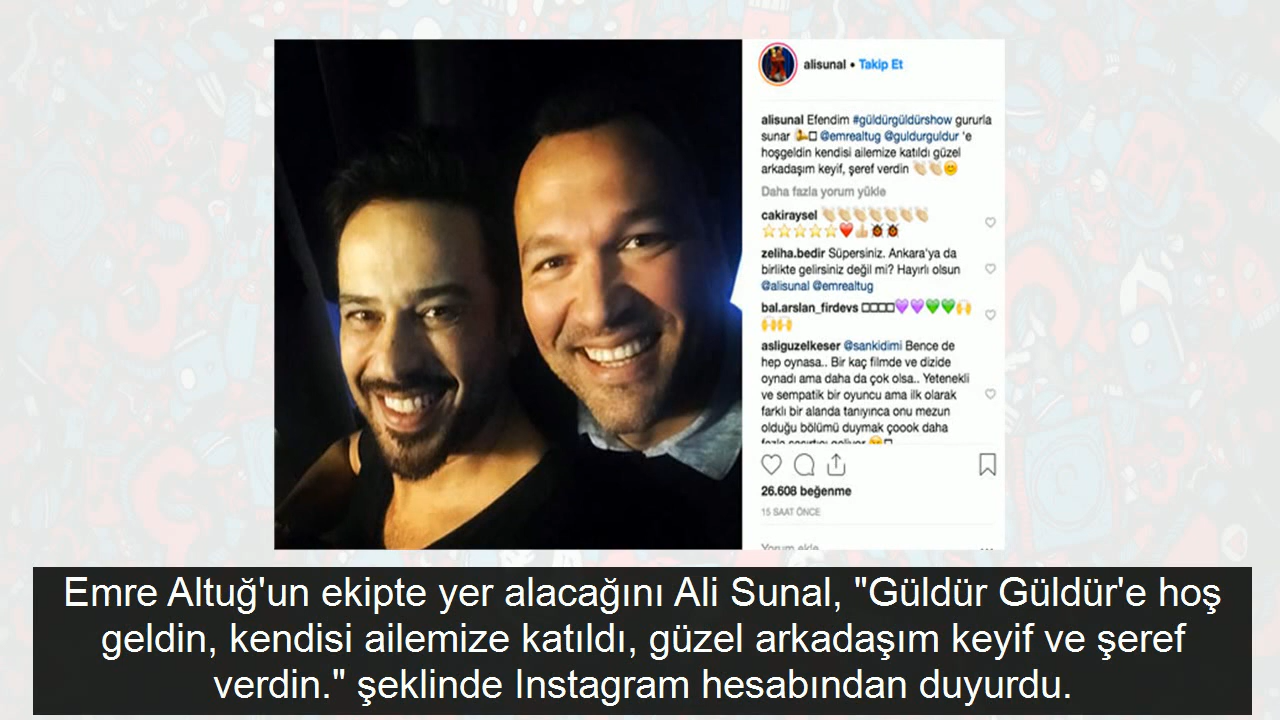 alisunal • Takip Et
alisunal Efendim #güldürgüldürshow gururla
sunar @emrealtug @guldurguldur 'e
hoşgeldin kendisi ailemize katıldı güzel
arkadaşım keyif, şeref verdin
Daha fazla yorum yükle
cakiraysel
zeliha.bedir Süpersiniz. Ankara'ya da
birlikte gelirsiniz değil mi? Hayırlı olsun
@alisunal @emrealtug
bal.arslan_firdevs
asliguzelkeser @sankidimi Bence de
hep oynasa.. Bir kaç filmde ve dizide
oynadı ama daha da çok olsa.. Yetenekli
ve sempatik bir oyuncu ama ilk olarak
farklı bir alanda tanıyınca onu mezun
olduğu bölümü duymak çoook daha
26.608 beğenme
15 SAAT ÖNCE
Yorum ekle
Emre Altuğ'un ekipte yer alacağını Ali Sunal, "Güldür Güldür'e hoş
geldin, kendisi ailemize katıldı, güzel arkadaşım keyif ve şeref
verdin." şeklinde Instagram hesabından duyurdu.